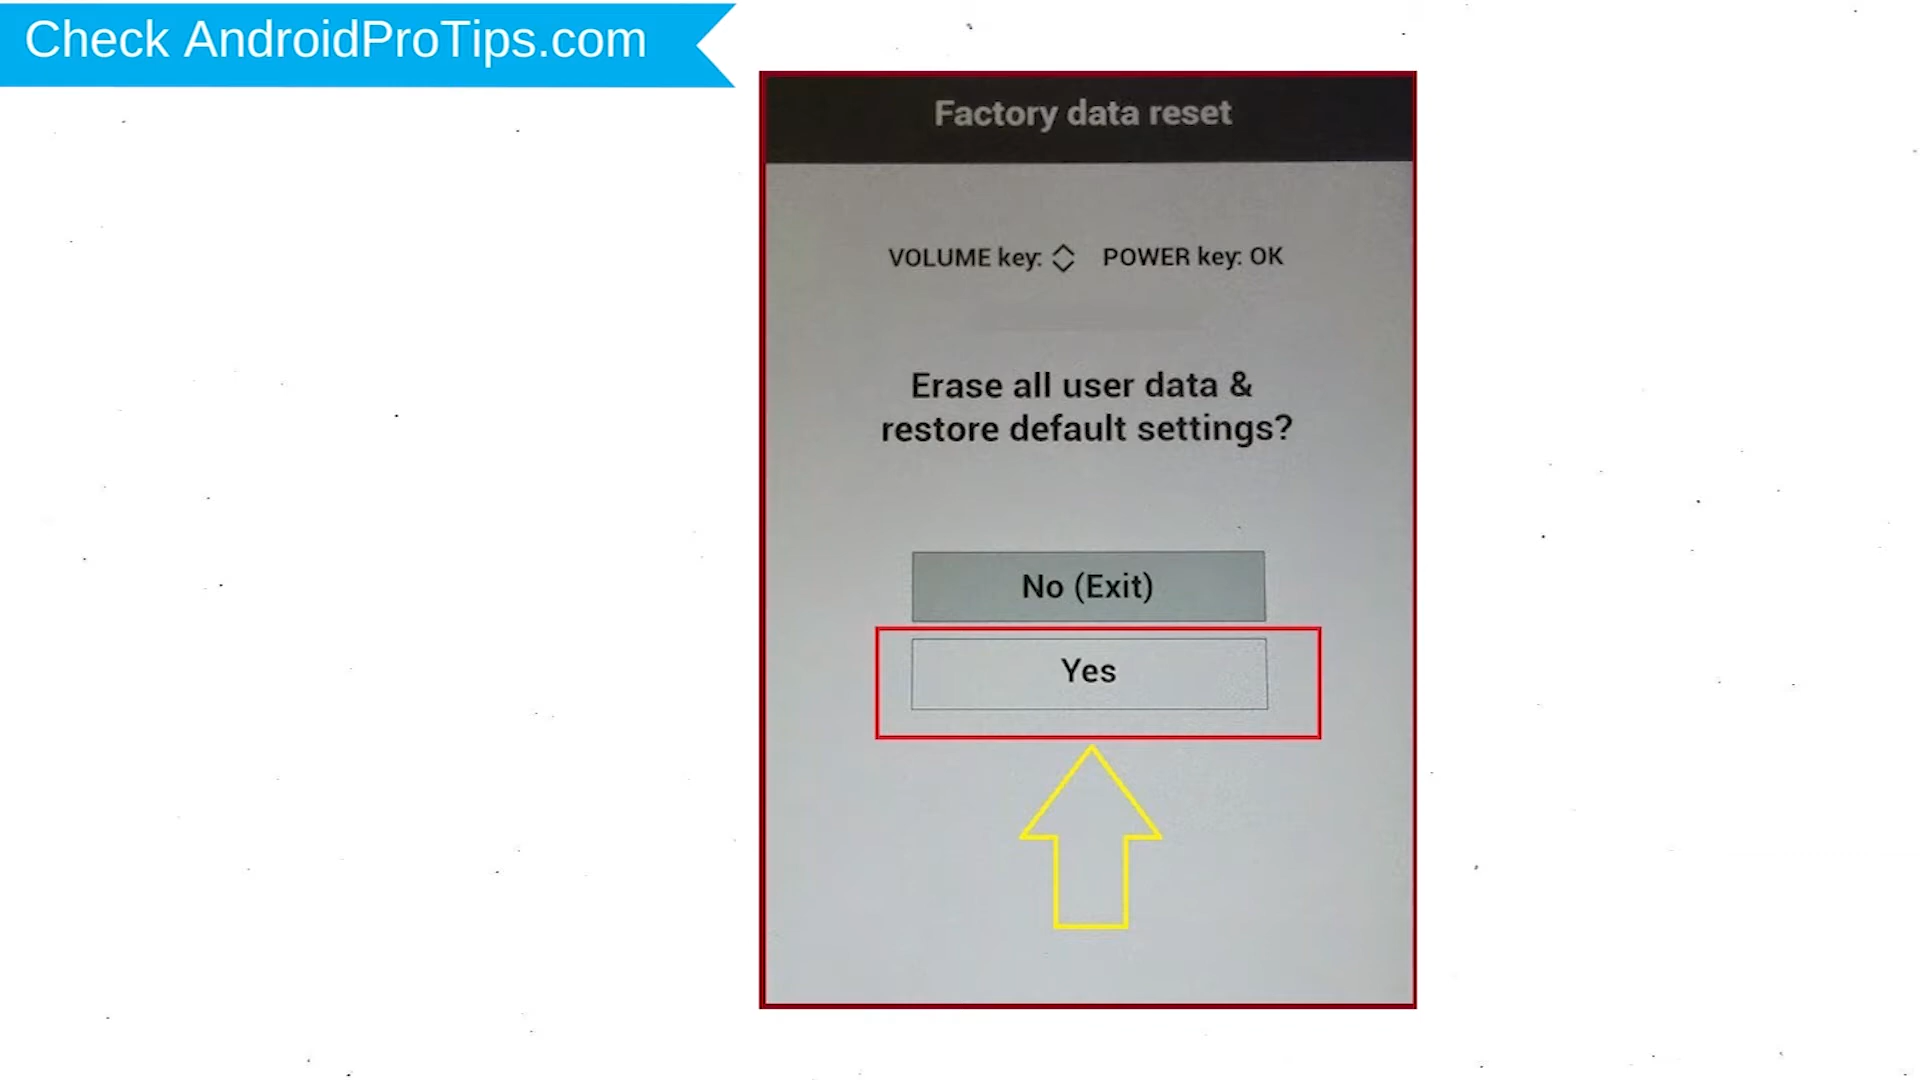 Check AndroidProTips.com
Factory data reset
VOLUME key: POWER key: OK
Erase all user data &
restore default settings?
No (Exit)
Yes